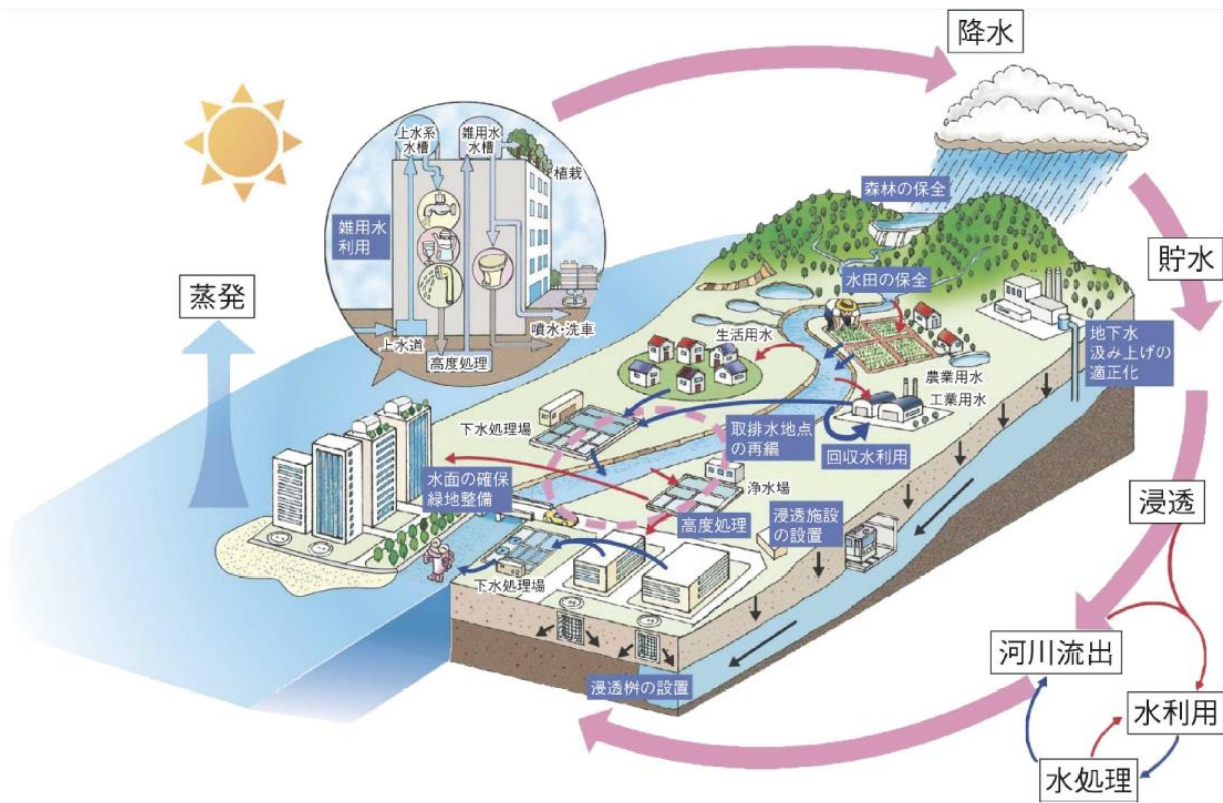 降水
上水系
水槽
雑用水
水槽
植栽
森林の保全
雑用水
利用
貯水
水田の保全
蒸発
上水道
噴水・洗車
生活用水
地下水
汲み上げの
適正化
高度処理
農業用水
工業用水
下水処理場
取排水地点
の再編
回収水利用
水面の確保
緑地整備
浄水場
浸透
高度処理
浸透施設
の設置
下水処理場
河川流出
浸透桝の設置
水利用
水処理